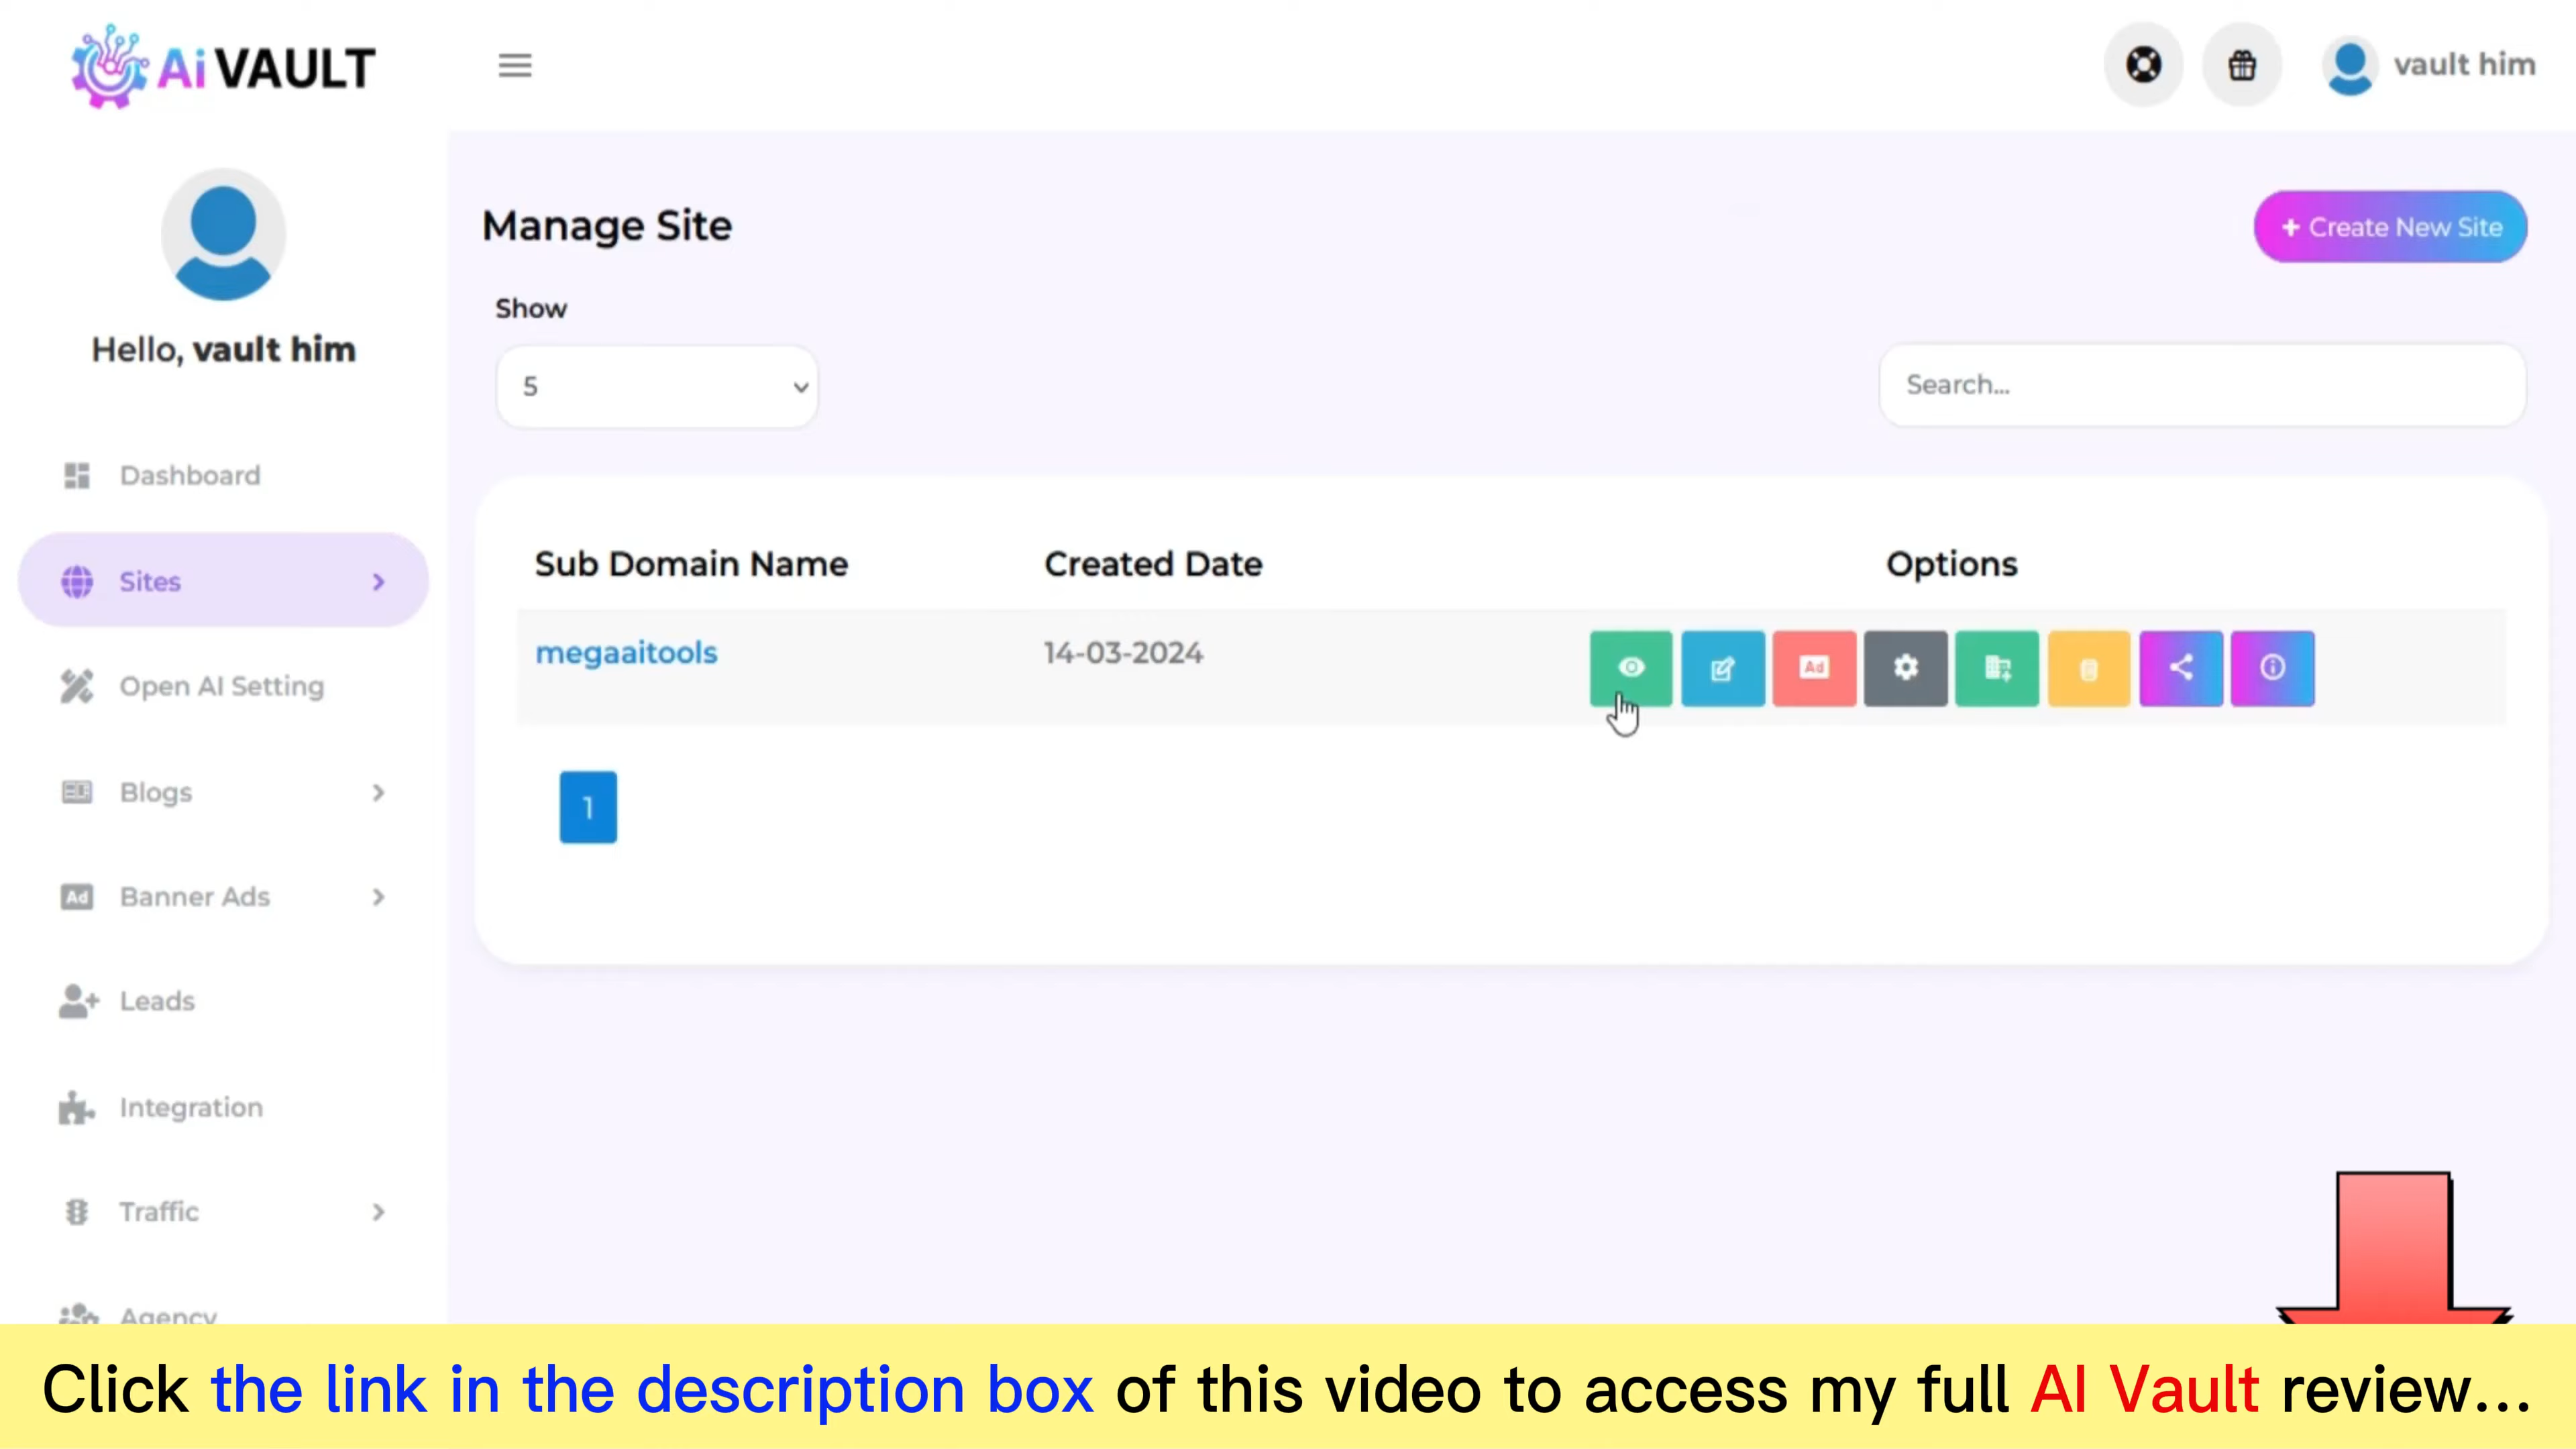 Ai VAULT
vault him
Hello, vault him
Dashboard
Sites
Open AI Setting
Blogs
Ad Banner Ads
Leads
Integration
Traffic
Agency
Manage Site
+ Create New Site
Show
5
Search...
Sub Domain Name Created Date Options
megaaitools 14-03-2024 Ad
1
Click the link in the description box of this video to access my full AI Vault review...